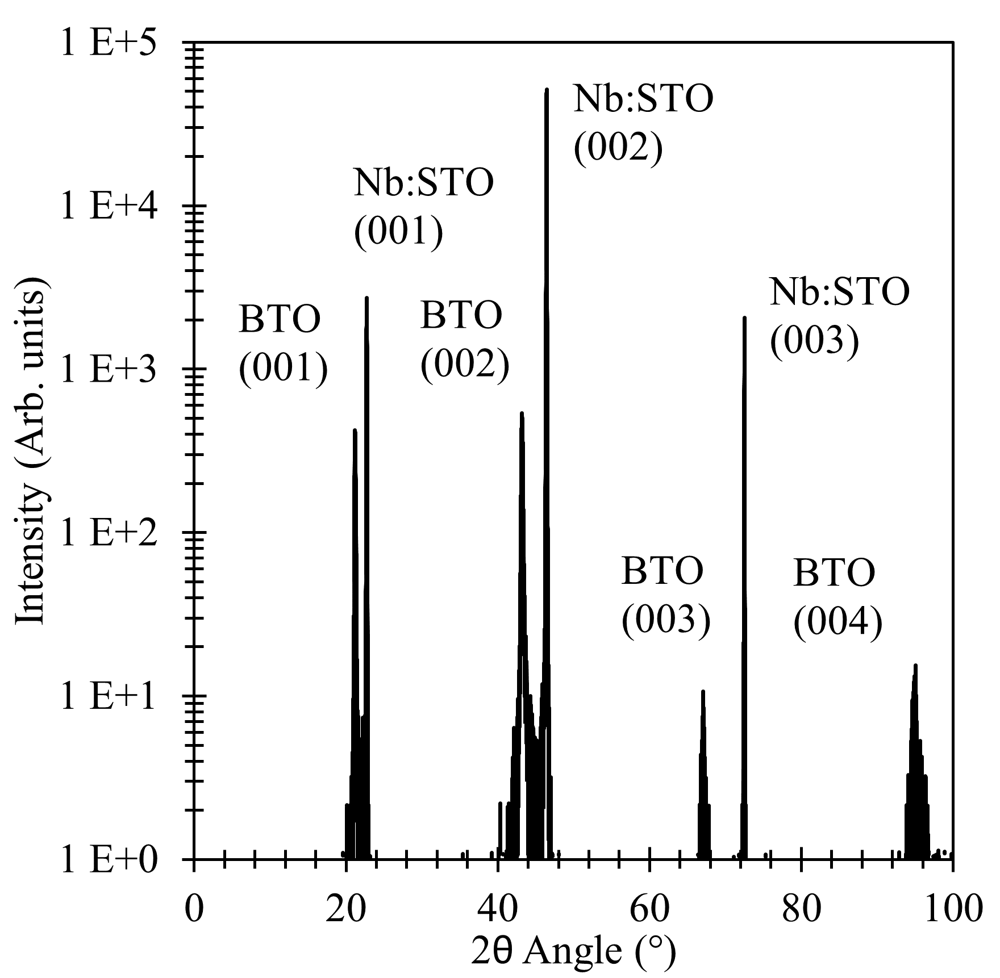 1 E+5
1 E+4
1 E+3
1 E+2
1 E+1
1 E+0
Intensity (Arb. units)
Nb:STO
(002)
Nb:STO
(001)
Nb:STO
(003)
BTO
(001)
BTO
(002)
BTO
(003)
BTO
(004)
0 20 40 60 80 100
2θ Angle (°)